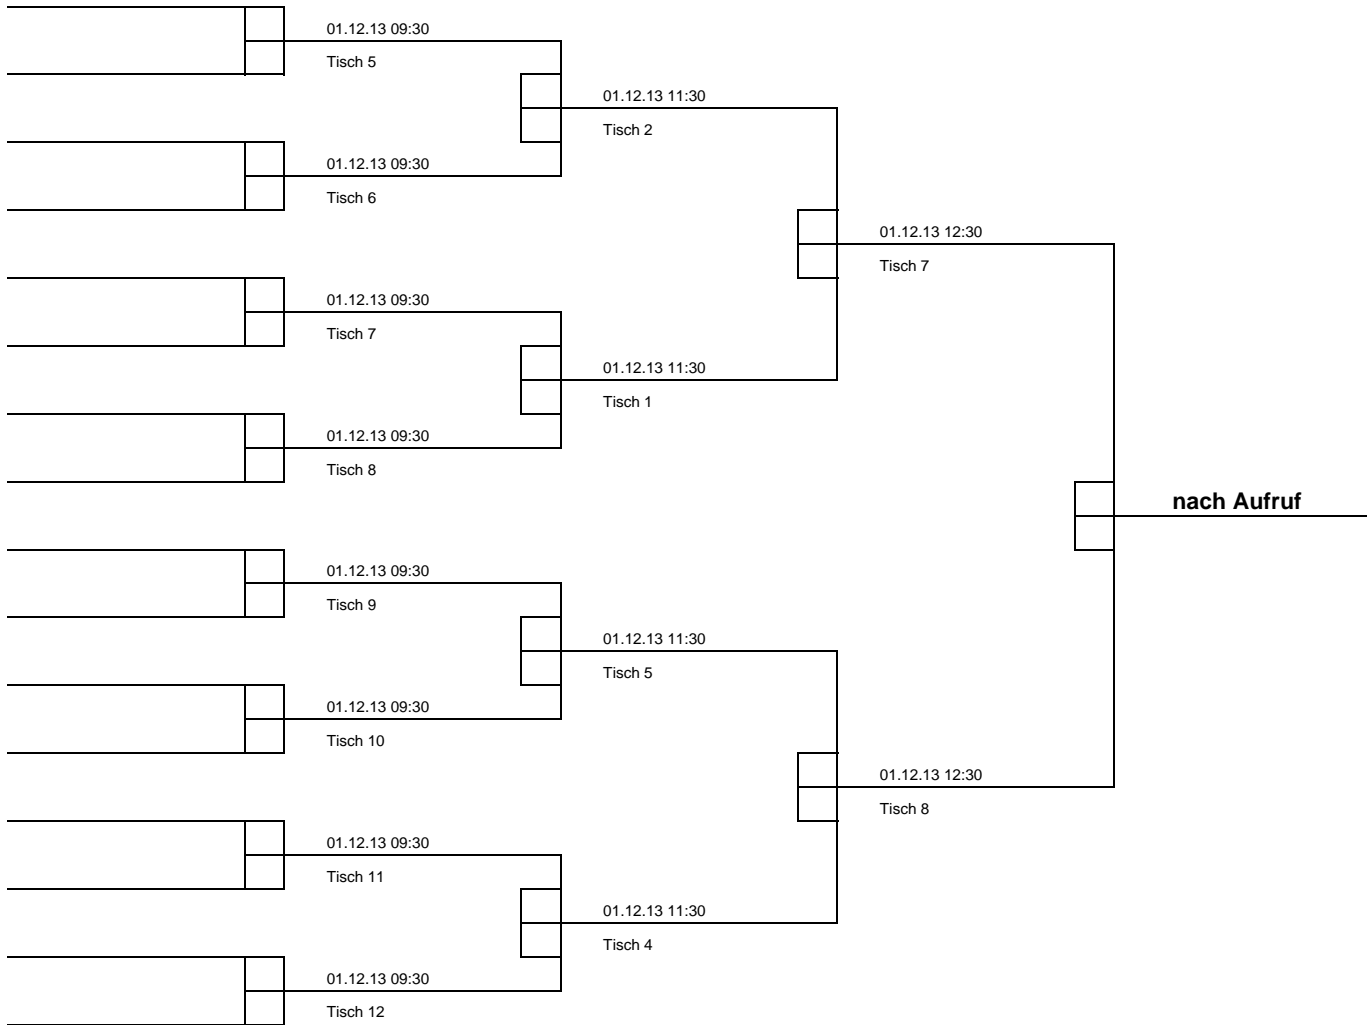 01.12.13 09:30
Tisch 5
01.12.13 11:30
Tisch 2
01.12.13 09:30
Tisch 6
01.12.13 12:30
Tisch 7
01.12.13 09:30
Tisch 7
01.12.13 11:30
Tisch 1
01.12.13 09:30
Tisch 8
nach Aufruf
01.12.13 09:30
Tisch 9
01.12.13 11:30
Tisch 5
01.12.13 09:30
Tisch 10
01.12.13 12:30
Tisch 8
01.12.13 09:30
Tisch 11
01.12.13 11:30
Tisch 4
01.12.13 09:30
Tisch 12